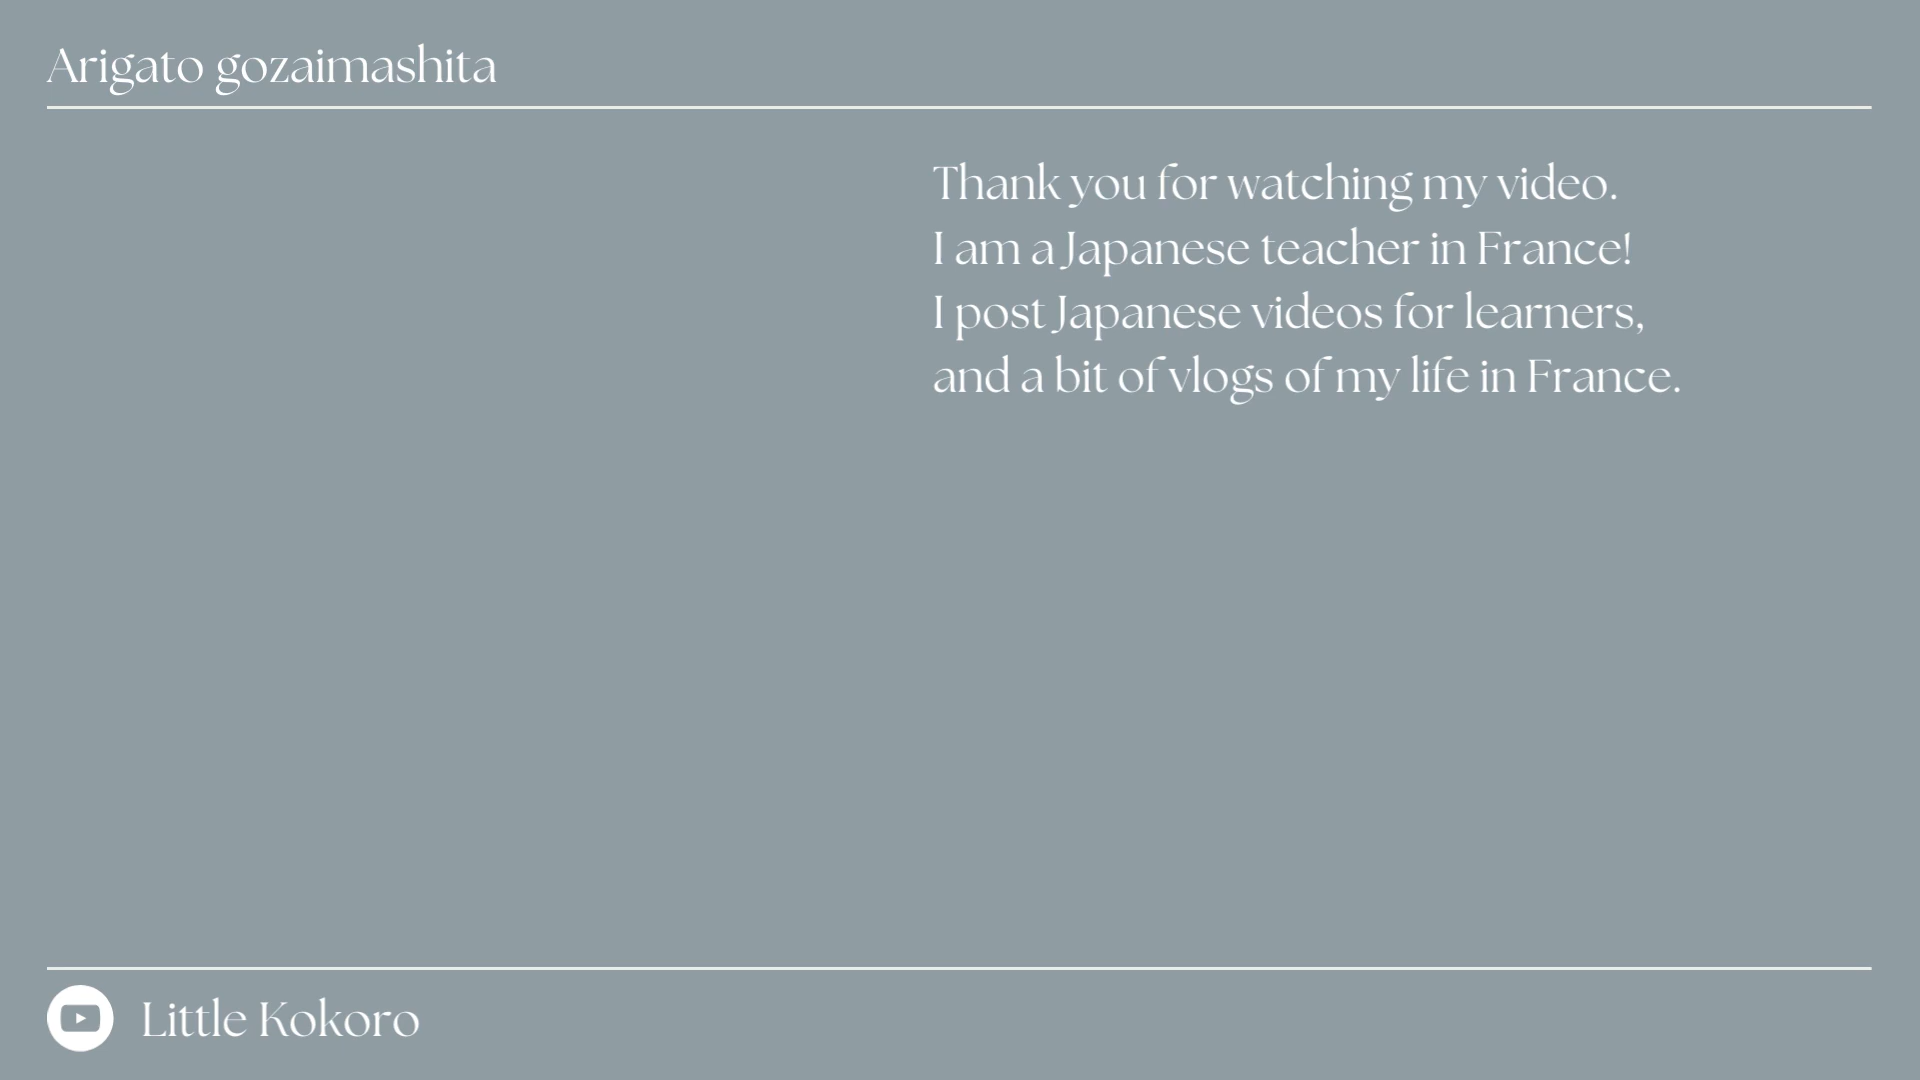 Arigato gozaimashita
Thank you for watching my video.
I am a Japanese teacher in France!
I post Japanese videos for learners,
and a bit of vlogs of my life in France.
Little Kokoro